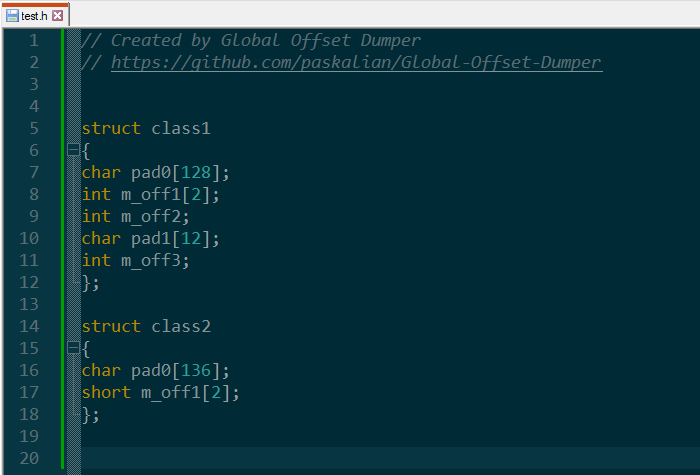 test.h
1 // Created by Global Offset Dumper
2 // https://github.com/paskalian/Global-Offset-Dumper
3
4
5 struct class1
6 {
7 char pad0[128];
8 int m_off1[2];
9 int m_off2;
10 char pad1[12];
11 int m_off3;
12 };
13
14 struct class2
15 {
16 char pad0[136];
17 short m_off1[2];
18 };
19
20